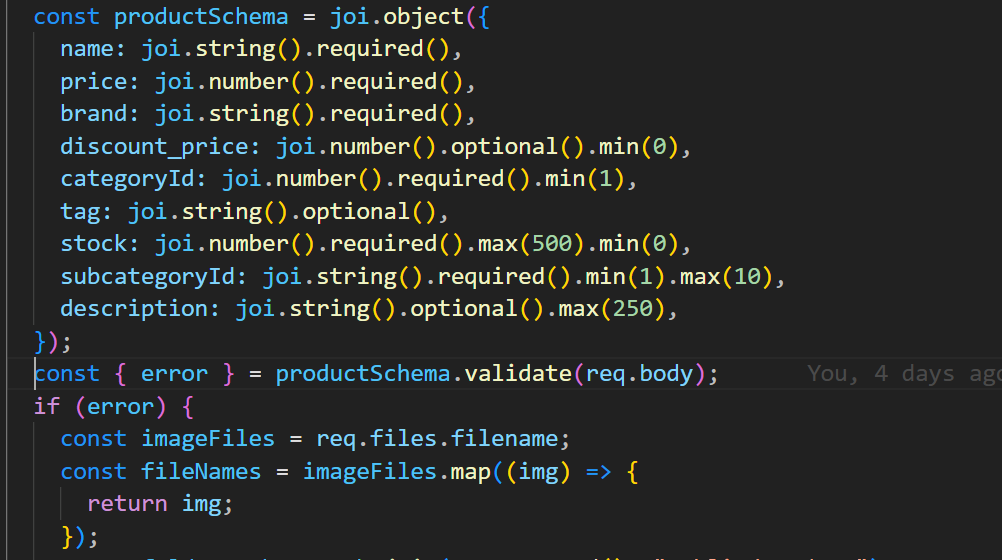 const productSchema = joi.object({
name: joi.string().required(),
price: joi.number().required(),
brand: joi.string().required(),
discount_price: joi.number().optional().min(0),
categoryId: joi.number().required().min(1),
tag: joi.string().optional(),
stock: joi.number().required().max(500).min(0),
subcategoryId: joi.string().required().min(1).max(10),
description: joi.string().optional().max(250),
});
const { error } = productSchema.validate(req.body); You, 4 days ago
if (error) {
const imageFiles = req.files.filename;
const fileNames = imageFiles.map((img) => {
return img;
});